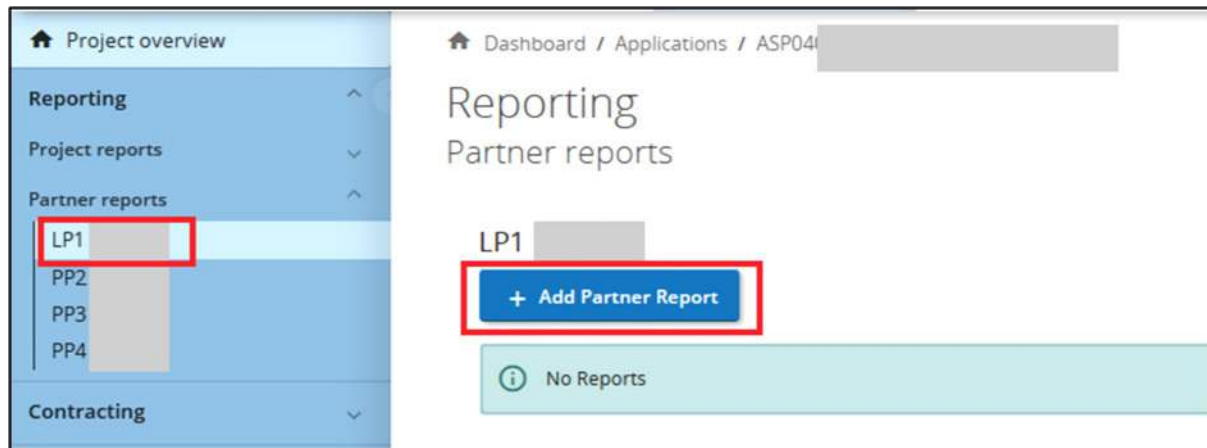 Project overview
Reporting
Project reports
Partner reports
LP1
PP2
PP3
PP4
Contracting
Dashboard / Applications / ASP04
Reporting
Partner reports
LP1
+ Add Partner Report
No Reports